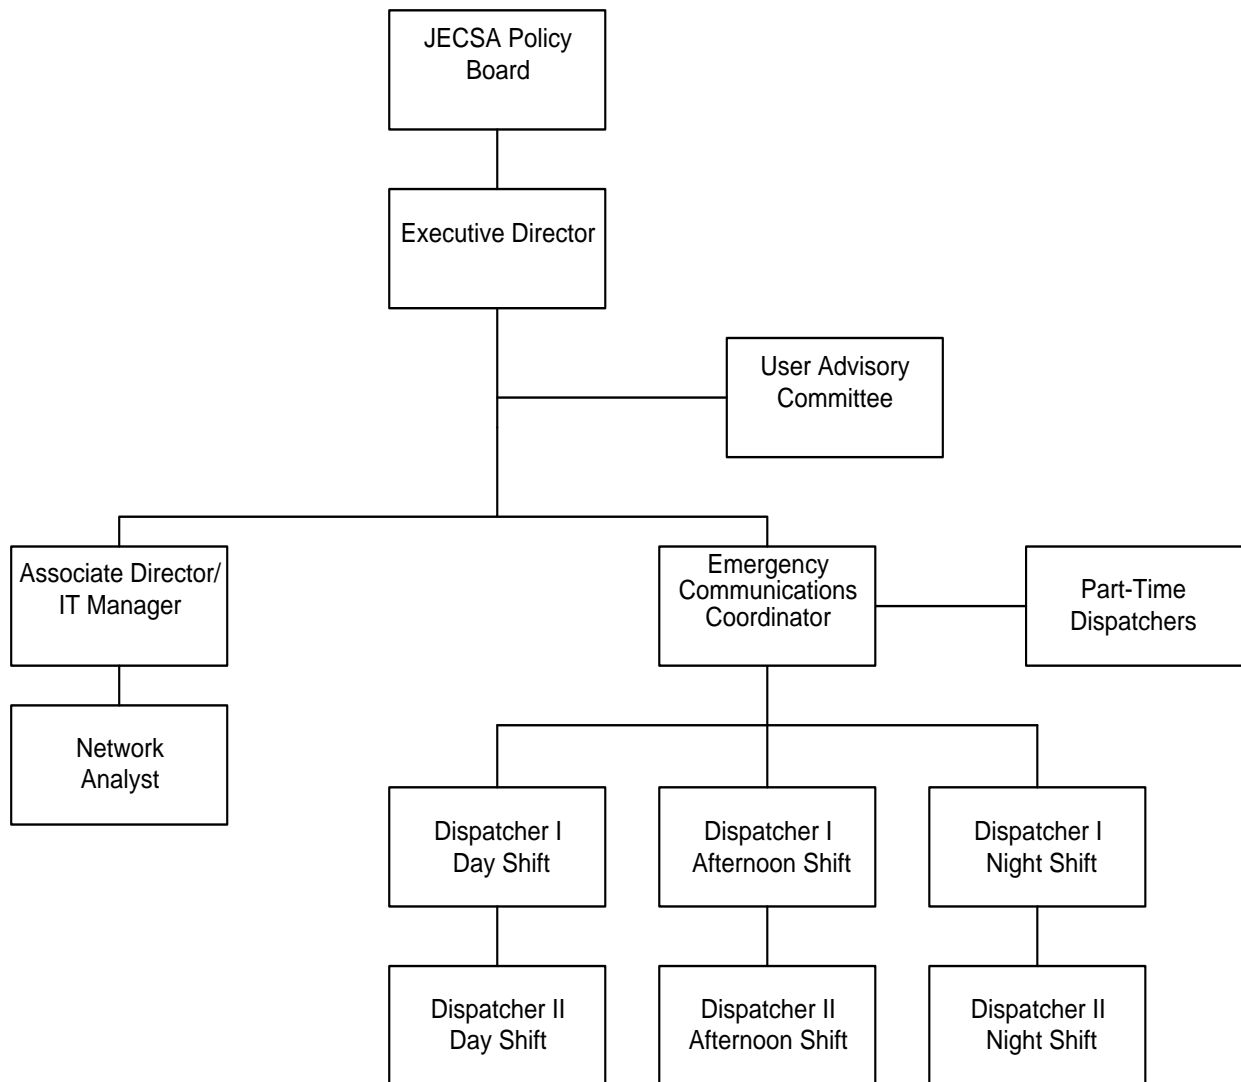 JECSA Policy
Board
Executive Director
User Advisory
Committee
Associate Director/
IT Manager
Emergency
Communications
Coordinator
Part-Time
Dispatchers
Network
Analyst
Dispatcher I
Day Shift
Dispatcher I
Afternoon Shift
Dispatcher I
Night Shift
Dispatcher II
Day Shift
Dispatcher II
Afternoon Shift
Dispatcher II
Night Shift